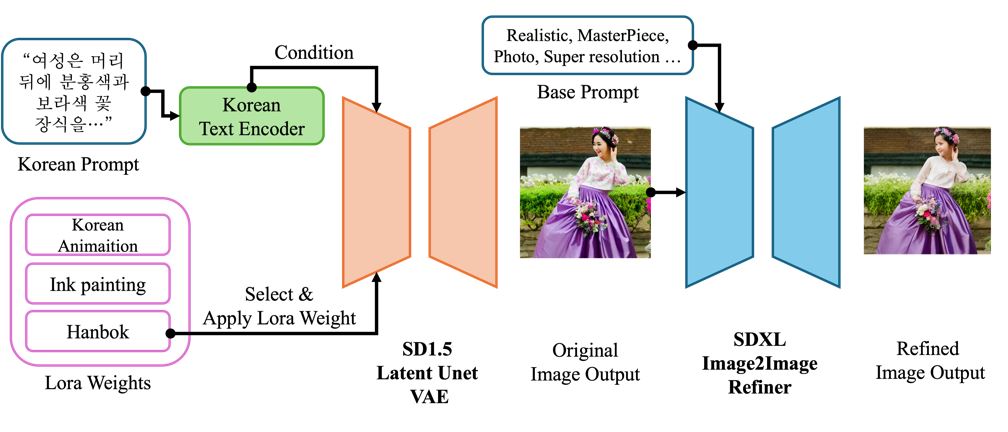 “여성은 머리
뒤에 분홍색과
보라색 꽃
장식을…”
Korean Prompt
Condition
Korean
Text Encoder
Realistic, MasterPiece,
Photo, Super resolution …
Base Prompt
Korean
Animaition
Ink painting
Hanbok
Lora Weights
Select &
Apply Lora Weight
SD1.5
Latent Unet
VAE
Original
Image Output
SDXL
Image2Image
Refiner
Refined
Image Output